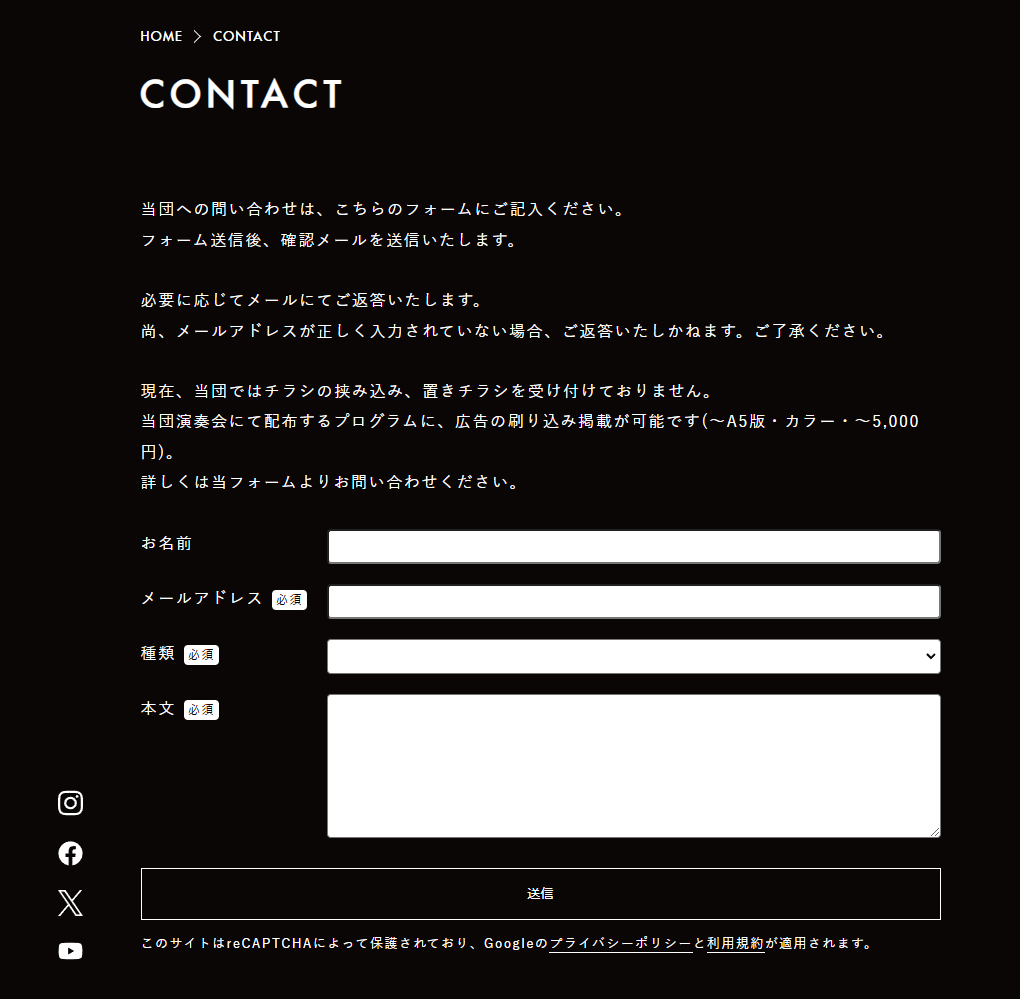 HOME > CONTACT
CONTACT
当団への問い合わせは、こちらのフォームにご記入ください。
フォーム送信後、確認メールを送信いたします。
必要に応じてメールにてご返答いたします。
尚、メールアドレスが正しく入力されていない場合、ご返答いたしかねます。ご了承ください。
現在、当団ではチラシの挟み込み、置きチラシを受け付けておりません。
当団演奏会にて配布するプログラムに、広告の刷り込み掲載が可能です(～A5版・カラー・～5,000
円)。
詳しくは当フォームよりお問い合わせください。
お名前
メールアドレス 必須
種類 必須
本文 必須
送信
このサイトはreCAPTCHAによって保護されており、Googleのプライバシーポリシーと利用規約が適用されます。